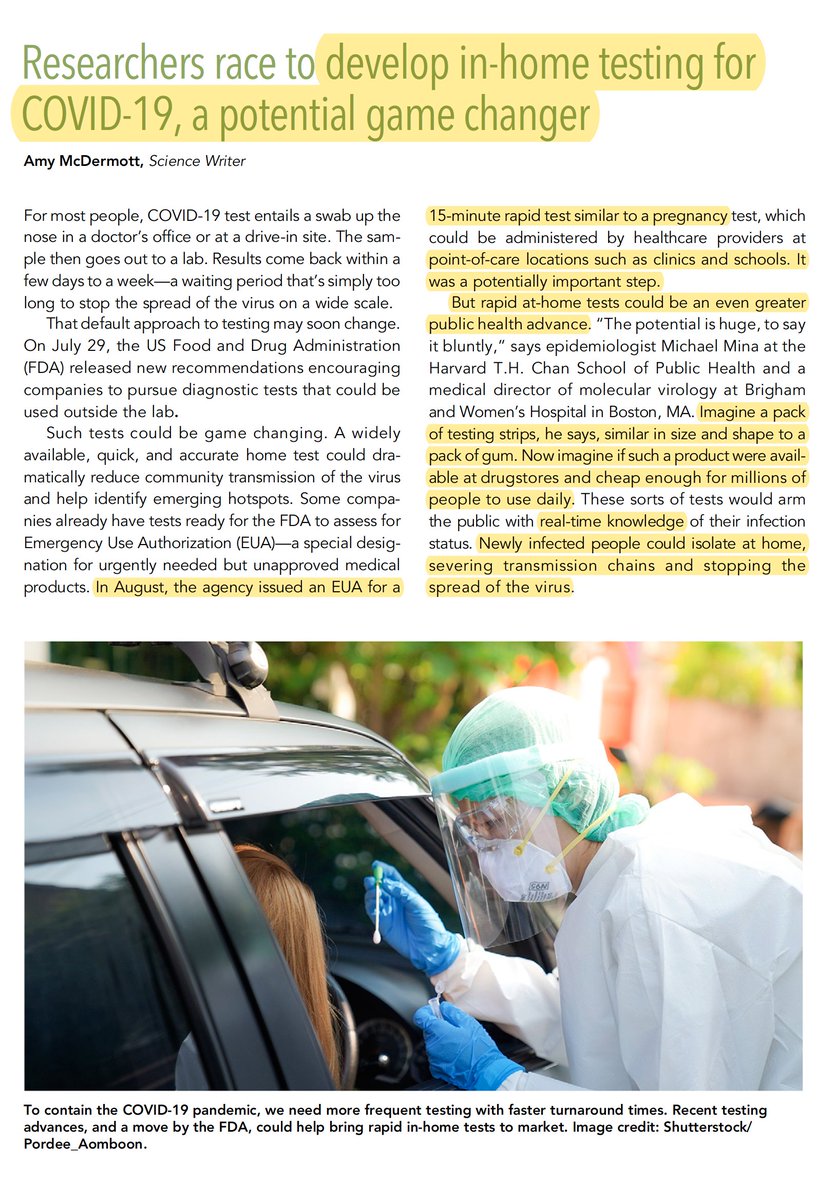 Researchers race to develop in-home testing for
COVID-19, a potential game changer
Amy McDermott, Science Writer
For most people, COVID-19 test entails a swab up the
nose in a doctor's office or at a drive-in site. The sam-
ple then goes out to a lab. Results come back within a
few days to a week—a waiting period that's simply too
long to stop the spread of the virus on a wide scale.
That default approach to testing may soon change.
On July 29, the US Food and Drug Administration
(FDA) released new recommendations encouraging
companies to pursue diagnostic tests that could be
used outside the lab.
Such tests could be game changing. A widely
available, quick, and accurate home test could dra-
matically reduce community transmission of the virus
and help identify emerging hotspots. Some compa-
nies already have tests ready for the FDA to assess for
Emergency Use Authorization (EUA)—a special desig-
nation for urgently needed but unapproved medical
products. In August, the agency issued an EUA for a
15-minute rapid test similar to a pregnancy test, which
could be administered by healthcare providers at
point-of-care locations such as clinics and schools. It
was a potentially important step.
But rapid at-home tests could be an even greater
public health advance. “The potential is huge, to say
it bluntly,” says epidemiologist Michael Mina at the
Harvard T.H. Chan School of Public Health and a
medical director of molecular virology at Brigham
and Women's Hospital in Boston, MA. Imagine a pack
of testing strips, he says, similar in size and shape to a
pack of gum. Now imagine if such a product were avail-
able at drugstores and cheap enough for millions of
people to use daily. These sorts of tests would arm
the public with real-time knowledge of their infection
status. Newly infected people could isolate at home,
severing transmission chains and stopping the
spread of the virus.
To contain the COVID-19 pandemic, we need more frequent testing with faster turnaround times. Recent testing
advances, and a move by the FDA, could help bring rapid in-home tests to market. Image credit: Shutterstock/
Pordee_Aomboon.